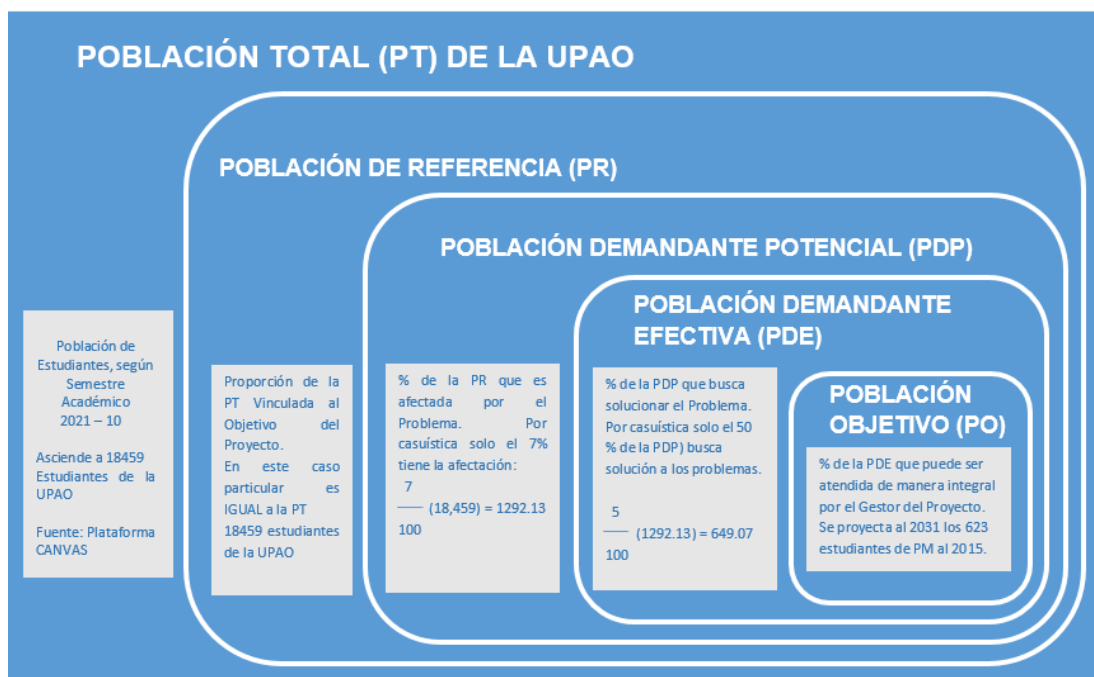 POBLACIÓN TOTAL (PT) DE LA UPAO
POBLACIÓN DE REFERENCIA (PR)
POBLACIÓN DEMANDANTE POTENCIAL (PDP)
POBLACIÓN DEMANDANTE
EFECTIVA (PDE)
POBLACIÓN
OBJETIVO (PO)
Población de
Estudiantes, según
Semestre
Académico
2021 – 10
Asciende a 18459
Estudiantes de la
UPAO
Fuente: Plataforma
CANVAS
Proporción de la
PT Vinculada al
Objetivo del
Proyecto.
En este caso
particular es
IGUAL a la PT
18459 estudiantes
de la UPAO
% de la PR que es
afectada por el
Problema. Por
casuística solo el 7%
tiene la afectación:
7
(18,459) = 1292.13
100
% de la PDP que busca
solucionar el Problema.
Por casuística solo el 50
% de la PDP) busca
solución a los problemas.
5
(1292.13) = 649.07
100
% de la PDE que puede ser
atendida de manera integral
por el Gestor del Proyecto.
Se proyecta al 2031 los 623
estudiantes de PM al 2015.